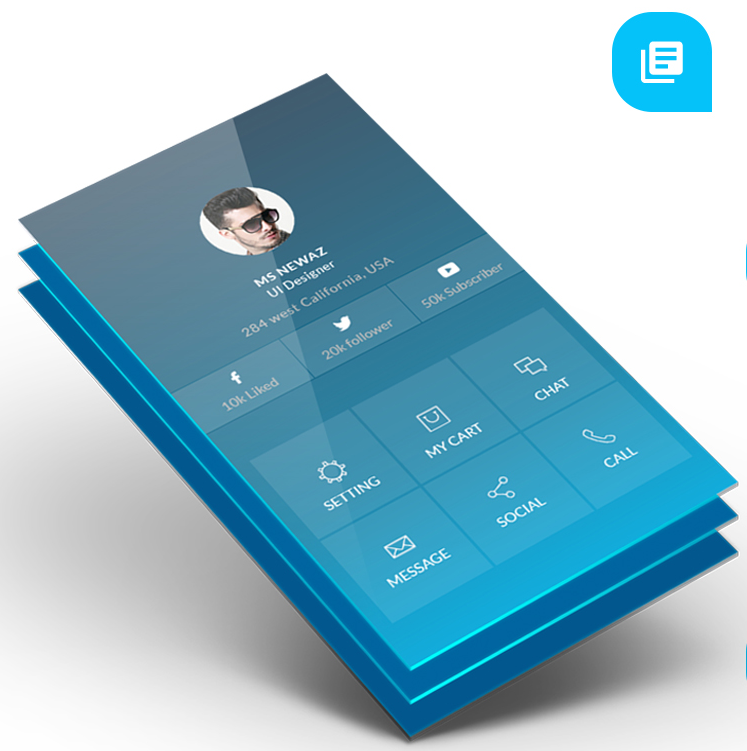 MS NEWAZ
UI Designer
284 west California, USA
10k Liked
20k follower
50k Subscriber
SETTING
MY CART
CHAT
MESSAGE
SOCIAL
CALL